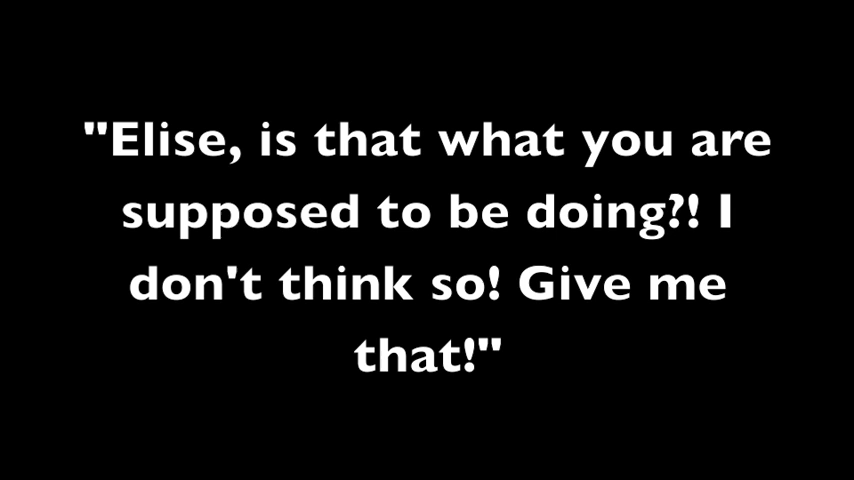 "Elise, is that what you are
supposed to be doing?! I
don't think so! Give me
that!"